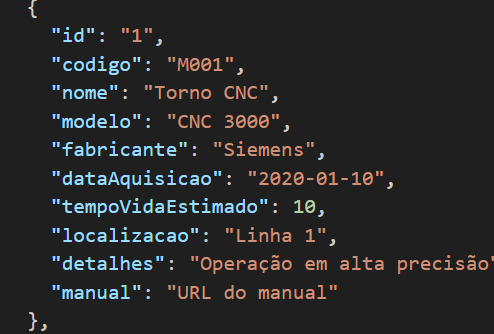 {
"id": "1",
"codigo": "M001",
"nome": "Torno CNC",
"modelo": "CNC 3000",
"fabricante": "Siemens",
"dataAquisicao": "2020-01-10",
"tempoVidaEstimado": 10,
"localizacao": "Linha 1",
"detalhes": "Operação em alta precisão"
"manual": "URL do manual"
},